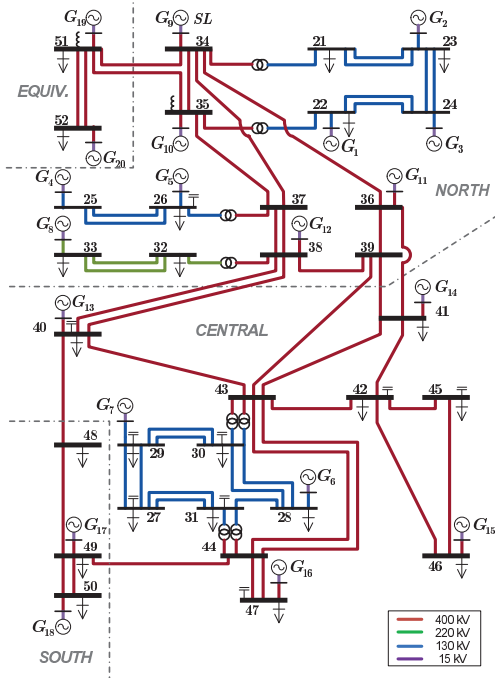 G19
G9 SL
G2
51
34
21
23
EQUIV.
35
22
24
52
G20
G10
G1
G3
G4
G5
G11
NORTH
25
26
37
36
G8
G12
33
32
38
39
G13
G14
40
CENTRAL
41
43
42
45
G7
48
29
30
G6
G17
27
31
28
G15
49
44
46
50
G16
G18
47
SOUTH
400 kV
220 kV
130 kV
15 kV